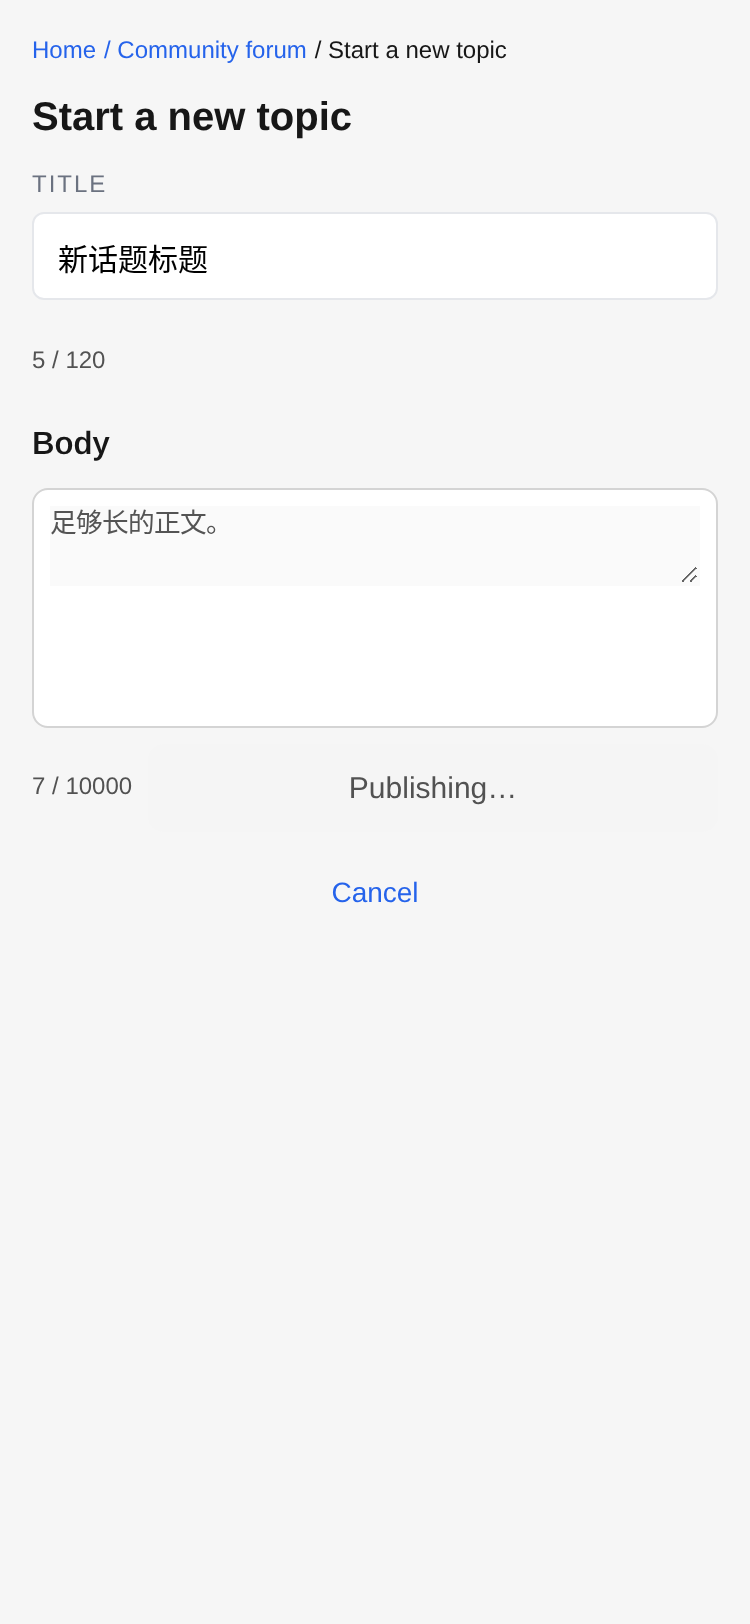 Home / Community forum / Start a new topic
Start a new topic
TITLE
新话题标题
5 / 120
Body
足够长的正文。
7 / 10000
Publishing…
Cancel